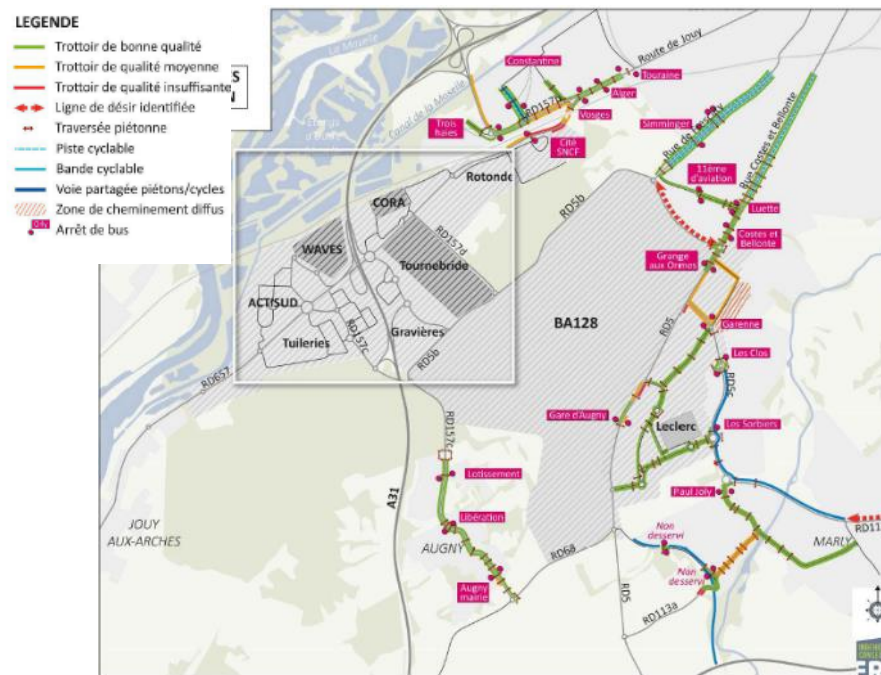 LEGENDE
Trottoir de bonne qualité
Trottoir de qualité moyenne
Trottoir de qualité insuffisante
Ligne de désir identifiée
Traversée piétonne
Piste cyclable
Bande cyclable
Voie partagée piétons/cycles
Zone de cheminement diffus
Arrêt de bus
ES
N
La Moselle
Canal de la Moselle
Constantine
Route de Jouy
Touraine
Alger
RD157b
Vosges
Trois
haies
Cité
SNCF
Simminger
Rue Costes et Bellonte
11ème
d'aviation
Rotonde
RD5b
Luette
CORA
Costes et
Bellonte
WAVES
RD157d
Tournebride
Grange
aux Ormes
ACTISUD
BA128
RD5
Garenne
Tuileries
RD157c
Gravières
RD5b
Les Clos
RD5c
RD657
Gare d'Augny
Leclerc
Les Sorbiers
RD157c
Lotissement
A31
Paul Joly
JOUY
AUX-ARCHES
Libération
AUGNY
Non
desservi
RD11
MARLY
RD6a
Augny
mairie
Non
desservi
RD5
RD113a